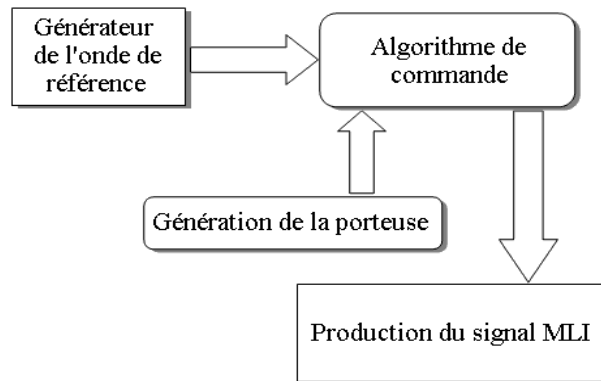 Générateur
de l'onde de
référence
Algorithme de
commande
Génération de la porteuse
Production du signal MLI